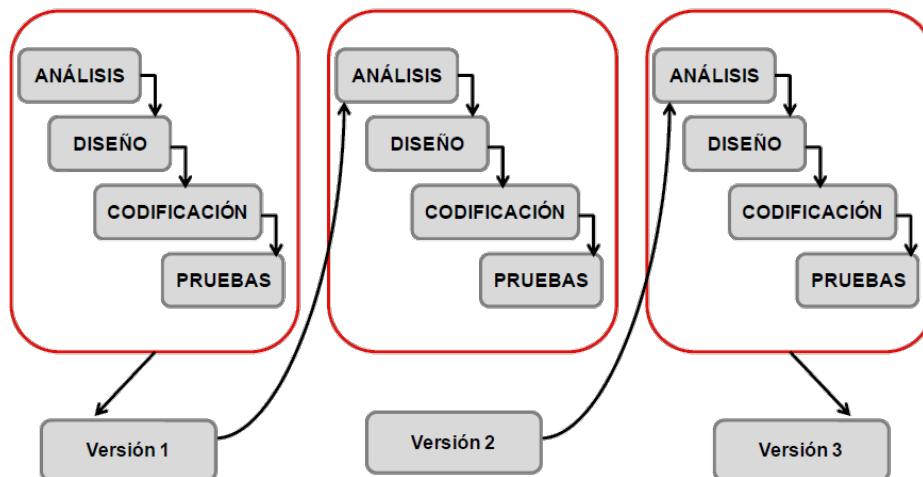 ANÁLISIS
DISEÑO
CODIFICACIÓN
PRUEBAS
ANÁLISIS
DISEÑO
CODIFICACIÓN
PRUEBAS
ANÁLISIS
DISEÑO
CODIFICACIÓN
PRUEBAS
Versión 1
Versión 2
Versión 3